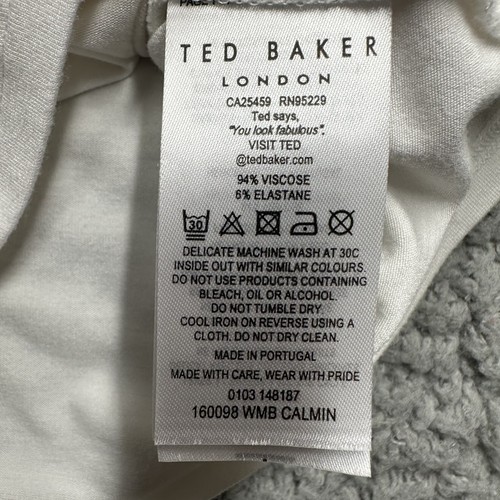 TED BAKER
LONDON
CA25459 RN95229
Ted says,
"You look fabulous".
VISIT TED
@tedbaker.com
94% VISCOSE
6% ELASTANE
30
DELICATE MACHINE WASH AT 30C
INSIDE OUT WITH SIMILAR COLOURS.
DO NOT USE PRODUCTS CONTAINING
BLEACH, OIL OR ALCOHOL.
DO NOT TUMBLE DRY.
COOL IRON ON REVERSE USING A
CLOTH. DO NOT DRY CLEAN.
MADE IN PORTUGAL
MADE WITH CARE, WEAR WITH PRIDE
0103 148187
160098 WMB CALMIN